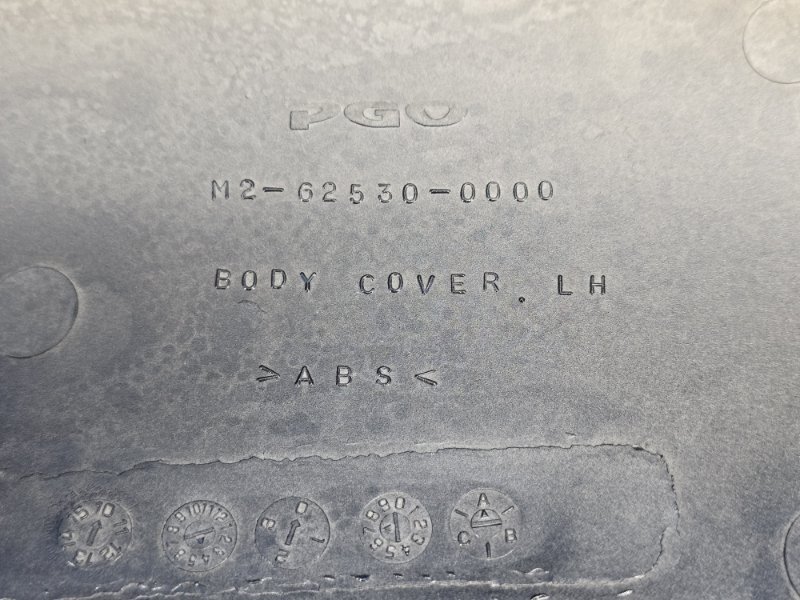 PGO
M2-62530-0000
BODY COVER. LH
>ABS<